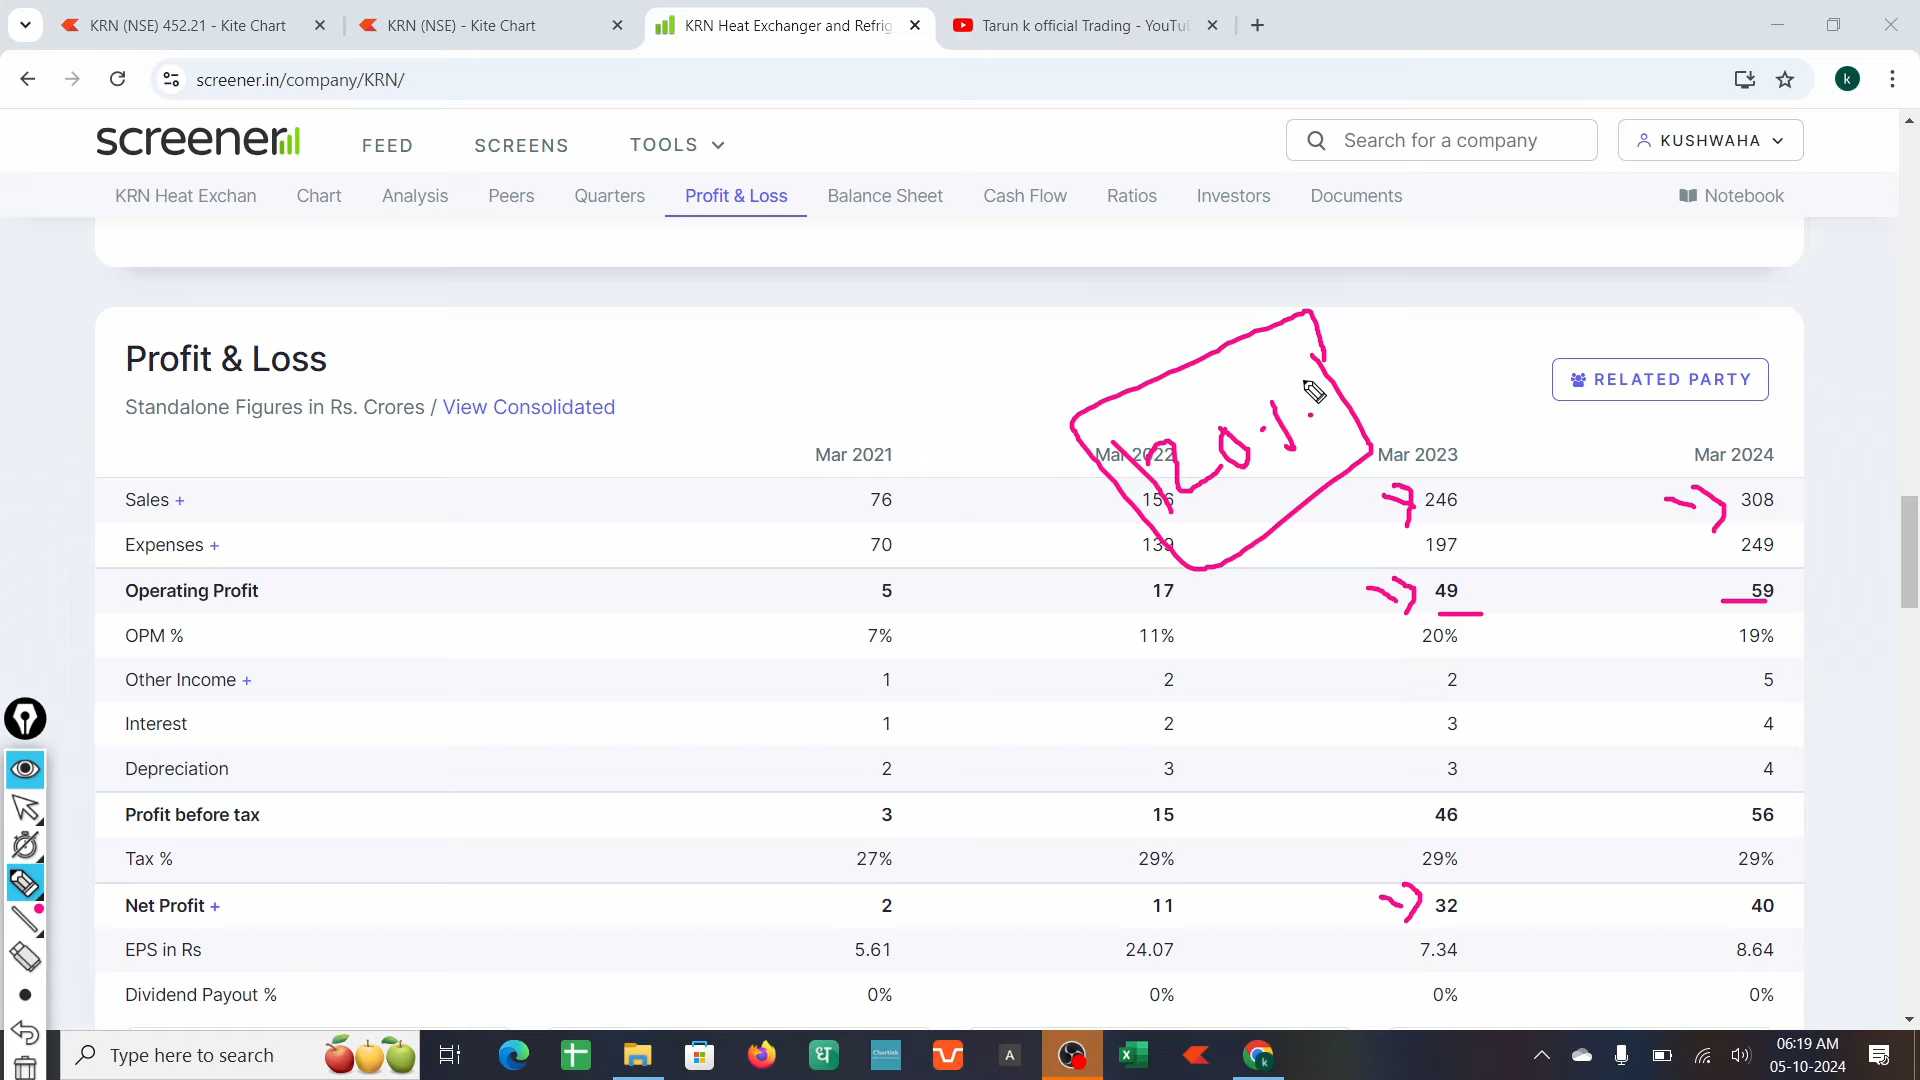 KRN (NSE) 452.21 - Kite Chart
KRN (NSE) - Kite Chart
KRN Heat Exchanger and Refrig
Tarun k official Trading - YouTu
screener.in/company/KRN/
k
screener
FEED
SCREENS
TOOLS
Search for a company
KUSHWAHA
KRN Heat Exchan
Chart
Analysis
Peers
Quarters
Profit & Loss
Balance Sheet
Cash Flow
Ratios
Investors
Documents
Notebook
Profit & Loss
RELATED PARTY
Standalone Figures in Rs. Crores / View Consolidated
Mar 2021 Mar 2022 Mar 2023 Mar 2024
Sales + 76 156 246 308
Expenses + 70 139 197 249
Operating Profit 5 17 49 59
OPM % 7% 11% 20% 19%
Other Income + 1 2 2 5
Interest 1 2 3 4
Depreciation 2 3 3 4
Profit before tax 3 15 46 56
Tax % 27% 29% 29% 29%
Net Profit + 2 11 32 40
EPS in Rs 5.61 24.07 7.34 8.64
Dividend Payout % 0% 0% 0% 0%
Type here to search
ध
Chartink
A
k
06:19 AM
05-10-2024